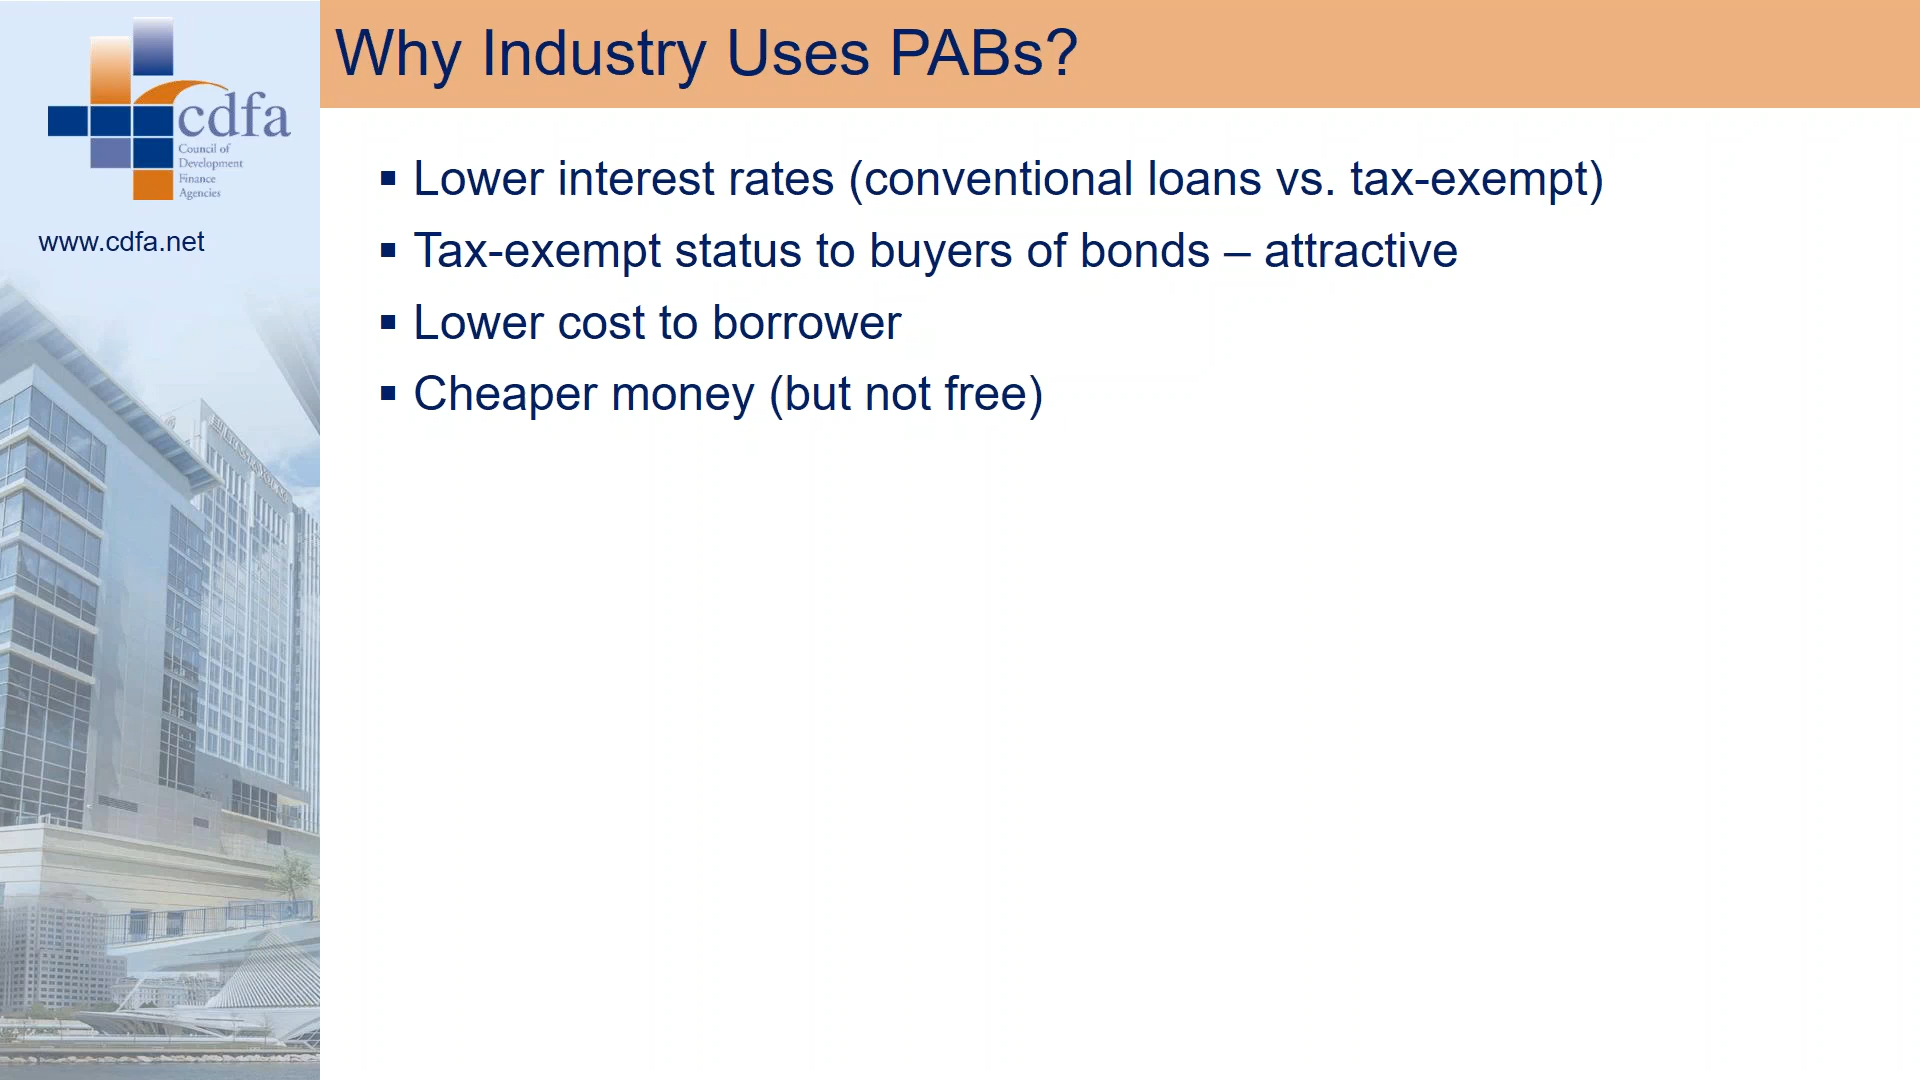 Why Industry Uses PABs?
cdfa
Council of
Development
Finance
Agencies
www.cdfa.net
▪ Lower interest rates (conventional loans vs. tax-exempt)
▪ Tax-exempt status to buyers of bonds – attractive
▪ Lower cost to borrower
▪ Cheaper money (but not free)
ERNST & YOUNG